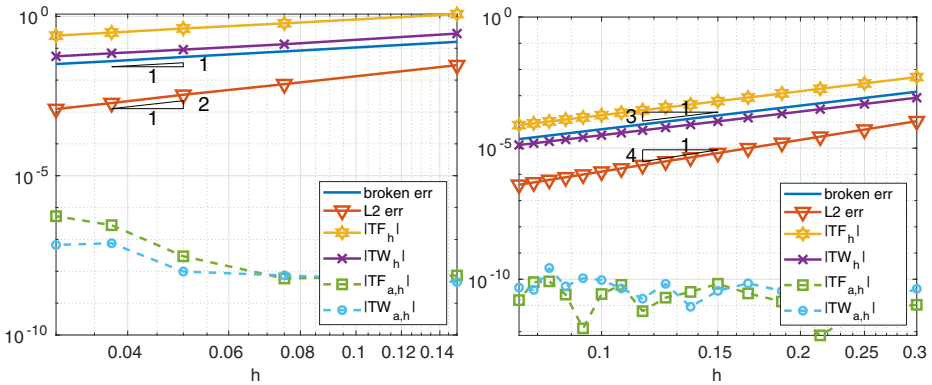 10^0
10^-5
10^-10
1
1
2
1
0.04
0.06
0.08
0.1
0.12
0.14
h
broken err
L2 err
|TF_h|
|TW_h|
|TF_a,h|
|TW_a,h|
10^0
10^-5
10^-10
3
1
4
1
0.1
0.15
0.2
0.25
0.3
h
broken err
L2 err
|TF_h|
|TW_h|
|TF_a,h|
|TW_a,h|